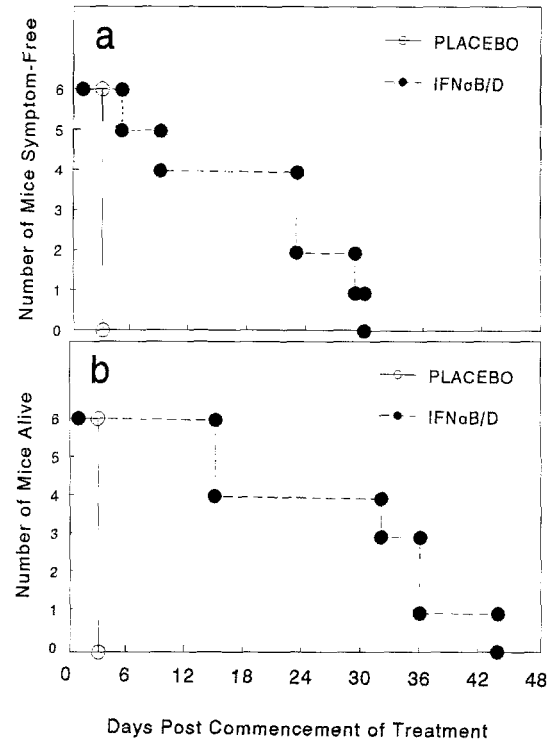 a
PLACEBO
IFNαB/D
Number of Mice Symptom-Free
6
5
4
3
2
1
0
b
PLACEBO
IFNαB/D
Number of Mice Alive
6
4
3
2
1
0
0 6 12 18 24 30 36 42 48
Days Post Commencement of Treatment